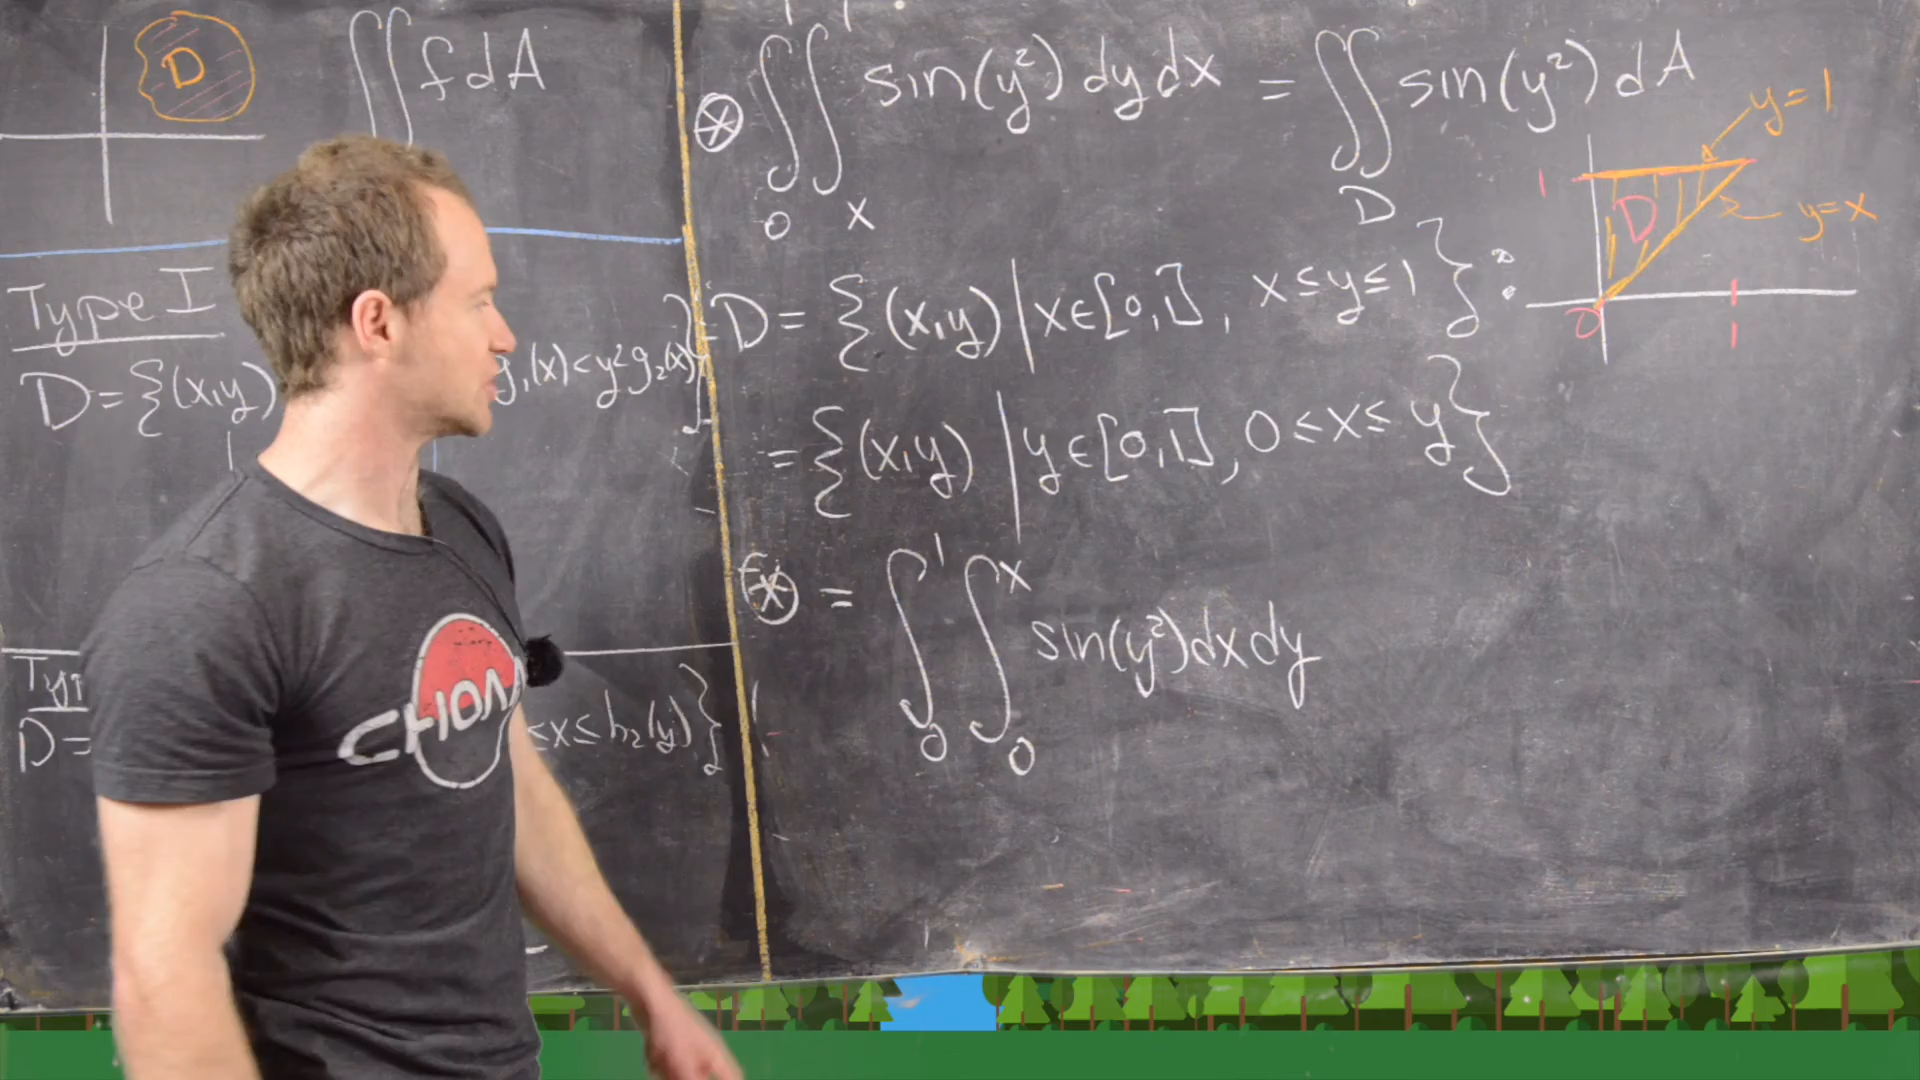 D
∬ f dA
Type I
D = {(x,y)
g₁(x) < y < g₂(x)}
D =
≤ x ≤ h₂(y)}
CHON
⊛ ∫₀¹ ∫ₓ¹ sin(y²) dy dx = ∬_D sin(y²) dA
y = 1
y = x
1
D
0
1
D = {(x,y) | x ∈ [0,1], x ≤ y ≤ 1} :
= {(x,y) | y ∈ [0,1], 0 ≤ x ≤ y}
⊛ = ∫₀¹ ∫₀ˣ sin(y²) dx dy